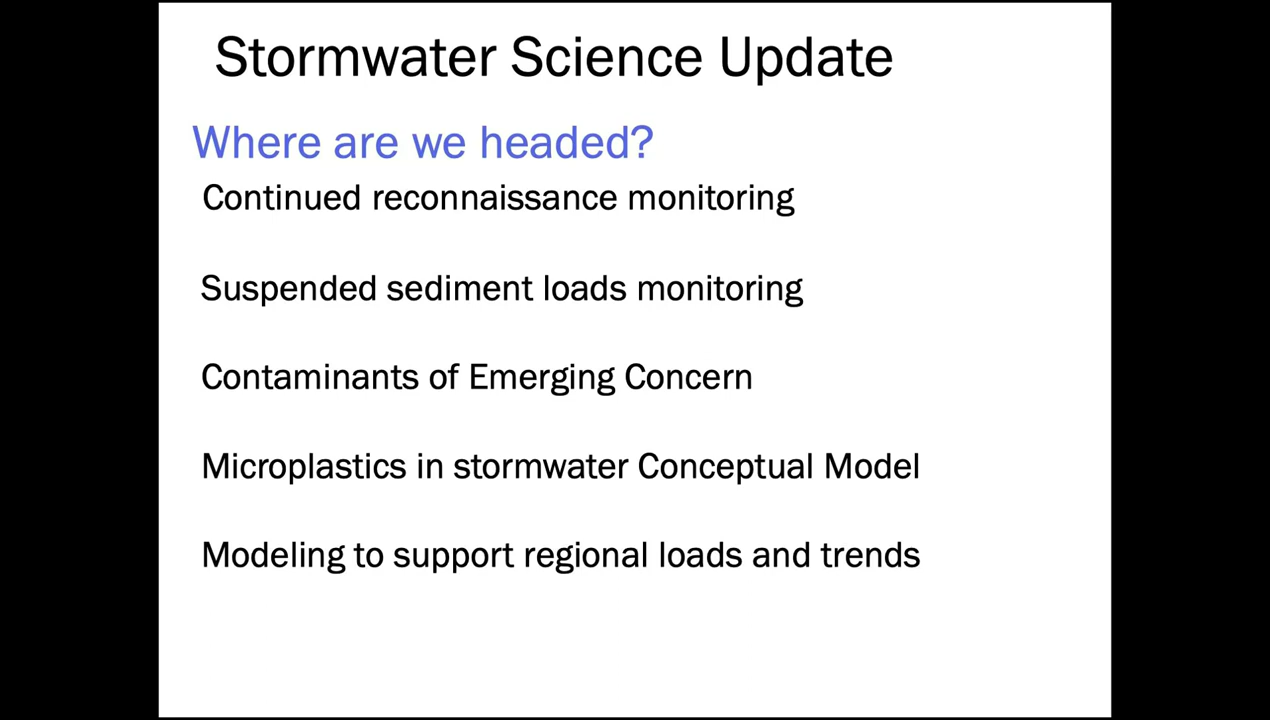 Stormwater Science Update
Where are we headed?
Continued reconnaissance monitoring
Suspended sediment loads monitoring
Contaminants of Emerging Concern
Microplastics in stormwater Conceptual Model
Modeling to support regional loads and trends